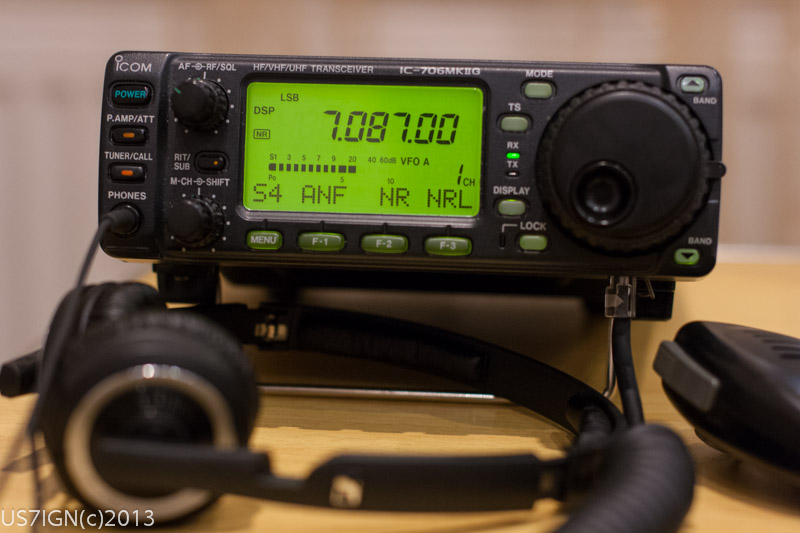 ICOM
AF-RF/SQL
HF/VHF/UHF TRANSCEIVER
IC-706MKIIG
MODE
BAND
POWER
P.AMP/ATT
TUNER/CALL
PHONES
RIT/
SUB
M-CH-SHIFT
LSB
DSP
7.087.00
NR
S1 3 5 7 9 20 40 60dB VFO A
Po 5 10 1CH
S4 ANF NR NRL
MENU
F-1
F-2
F-3
TS
RX
TX
DISPLAY
LOCK
BAND
US7IGN(c)2013